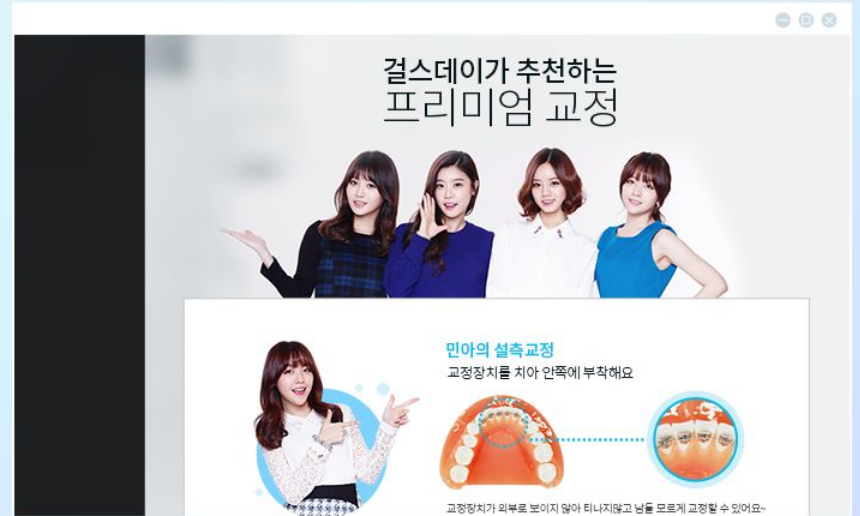 걸스데이가 추천하는
프리미엄 교정
민아의 설측교정
교정장치를 치아 안쪽에 부착해요
교정장치가 외부로 보이지 않아 티나지않고 남들 모르게 교정할 수 있어요~